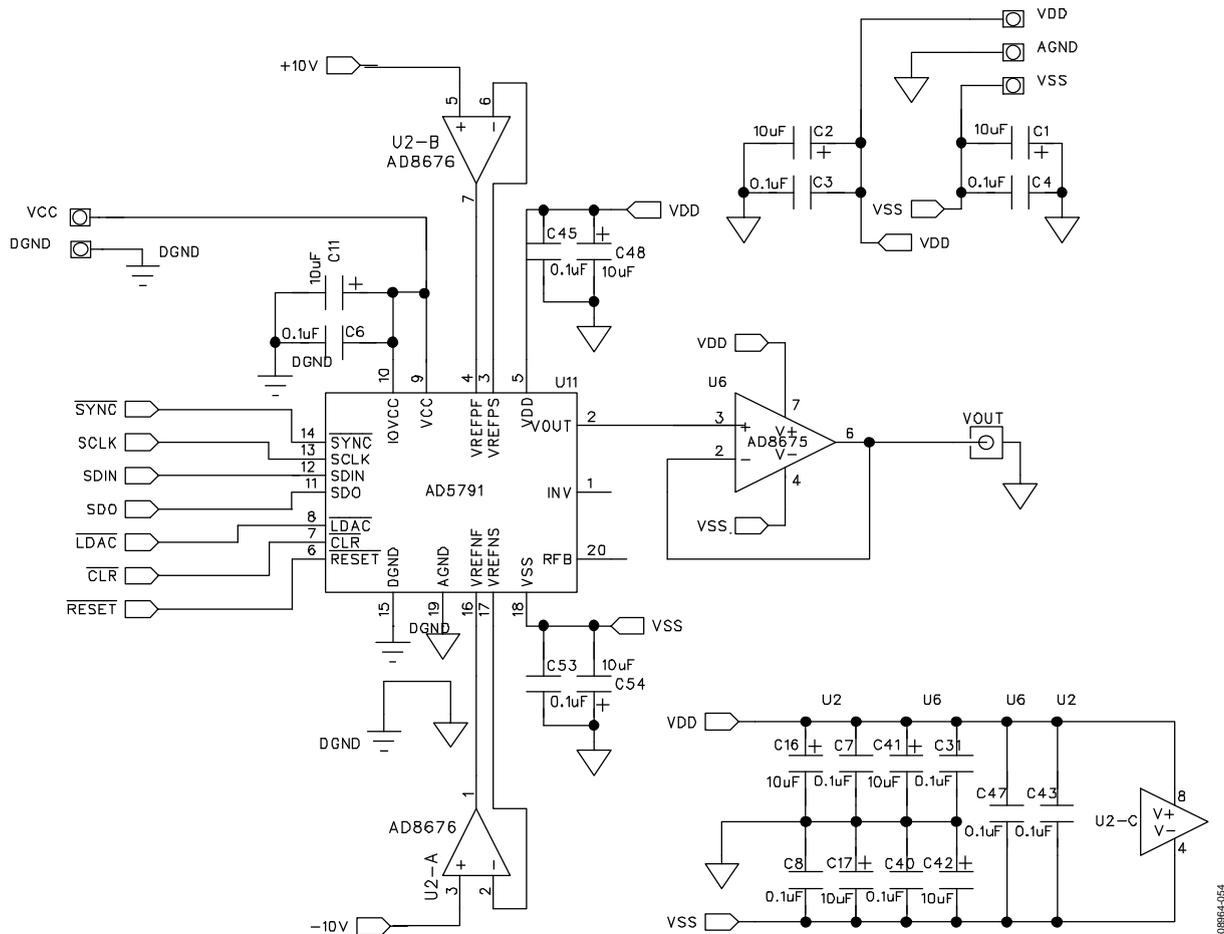 VDD
AGND
VSS
+10V
5
6
+
-
U2-B
AD8676
7
10uF
C2
+
0.1uF
C3
VDD
10uF
C1
+
0.1uF
C4
VSS
VCC
DGND
DGND
10uF
C11
+
0.1uF
C6
DGND
VDD
C45
0.1uF
+
C48
10uF
10
9
4
3
5
U11
IOVCC
VCC
VREFPF
VREFPS
VDD
SYNC
14
SYNC
SCLK
13
SCLK
SDIN
12
SDIN
SDO
11
SDO
LDAC
8
LDAC
CLR
7
CLR
RESET
6
RESET
AD5791
VOUT
2
INV
1
RFB
20
DGND
AGND
VREFNF
VREFNS
VSS
15
19
16
17
18
DGND
VDD
U6
3
+
2
-
7
V+
AD8675
V-
4
6
VSS
VOUT
VSS
C53
0.1uF
10uF
C54
+
DGND
1
AD8676
U2-A
+
-
3
2
-10V
U2
U6
U6
U2
VDD
C16
+
10uF
C7
0.1uF
C41
+
10uF
C31
0.1uF
C47
0.1uF
C43
0.1uF
U2-C
8
V+
V-
4
C8
0.1uF
C17
+
10uF
C40
0.1uF
C42
+
10uF
VSS
08964-054